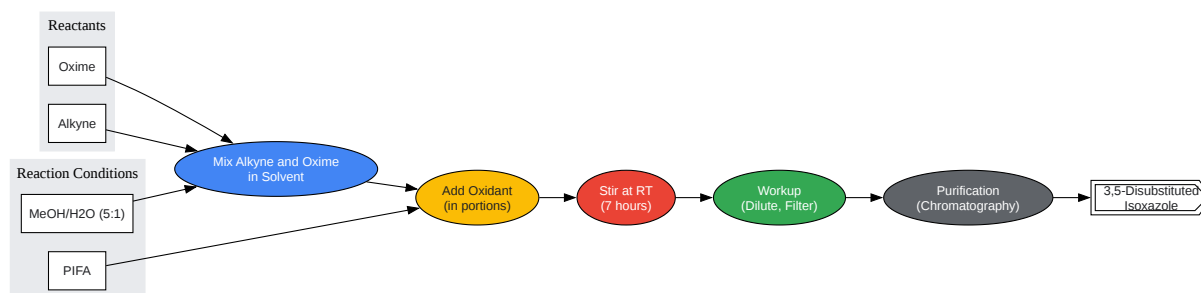 Reactants
Oxime
Alkyne
Reaction Conditions
MeOH/H2O (5:1)
PIFA
Mix Alkyne and Oxime
in Solvent
Add Oxidant
(in portions)
Stir at RT
(7 hours)
Workup
(Dilute, Filter)
Purification
(Chromatography)
3,5-Disubstituted
Isoxazole